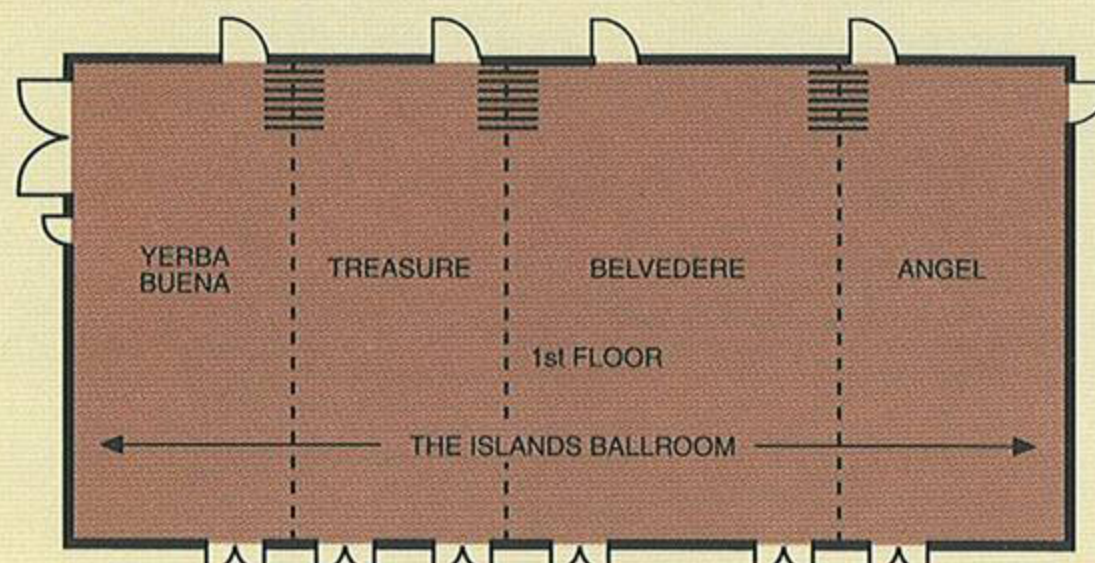 YERBA
BUENA
TREASURE
BELVEDERE
ANGEL
1st FLOOR
THE ISLANDS BALLROOM